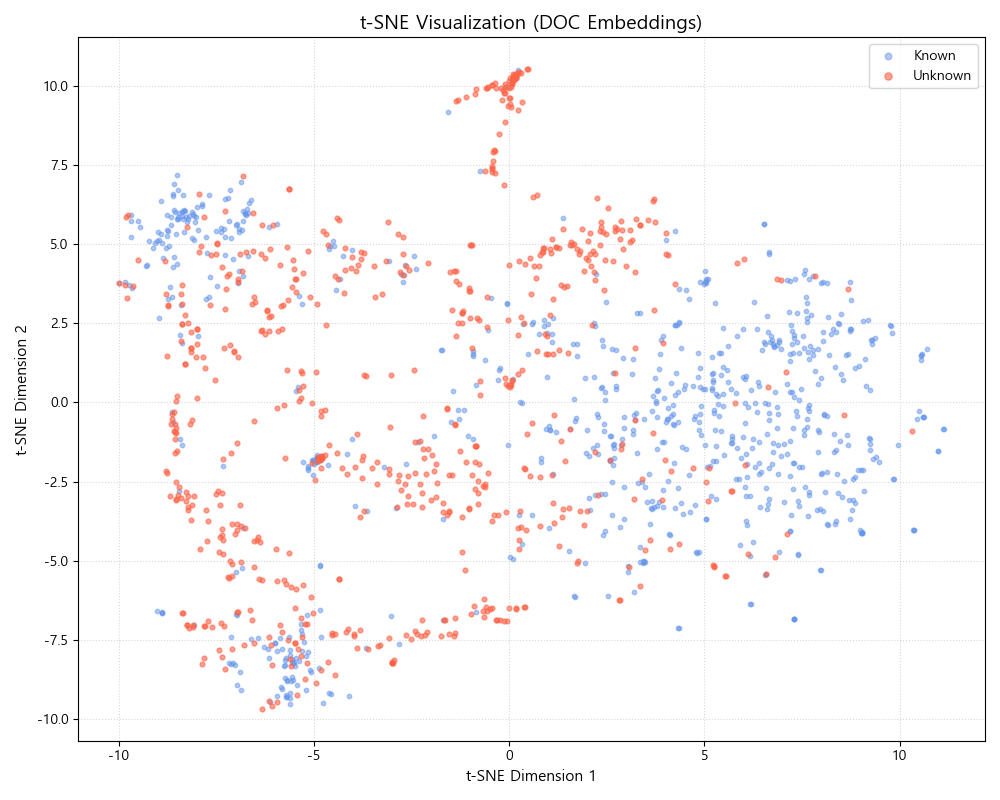 t-SNE Visualization (DOC Embeddings)
Known
Unknown
10.0
7.5
5.0
2.5
0.0
-2.5
-5.0
-7.5
-10.0
t-SNE Dimension 2
-10
-5
0
5
10
t-SNE Dimension 1